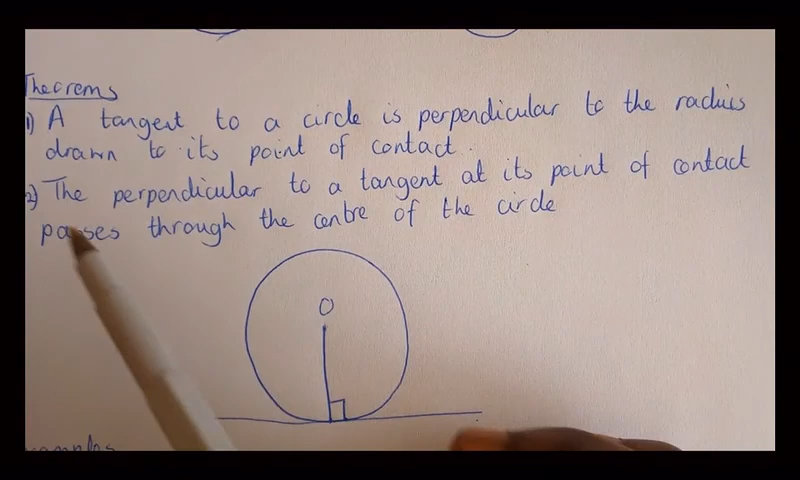 Theorems
1) A tangent to a circle is perpendicular to the radius
drawn to its point of contact.
2) The perpendicular to a tangent at its point of contact
passes through the centre of the circle
O